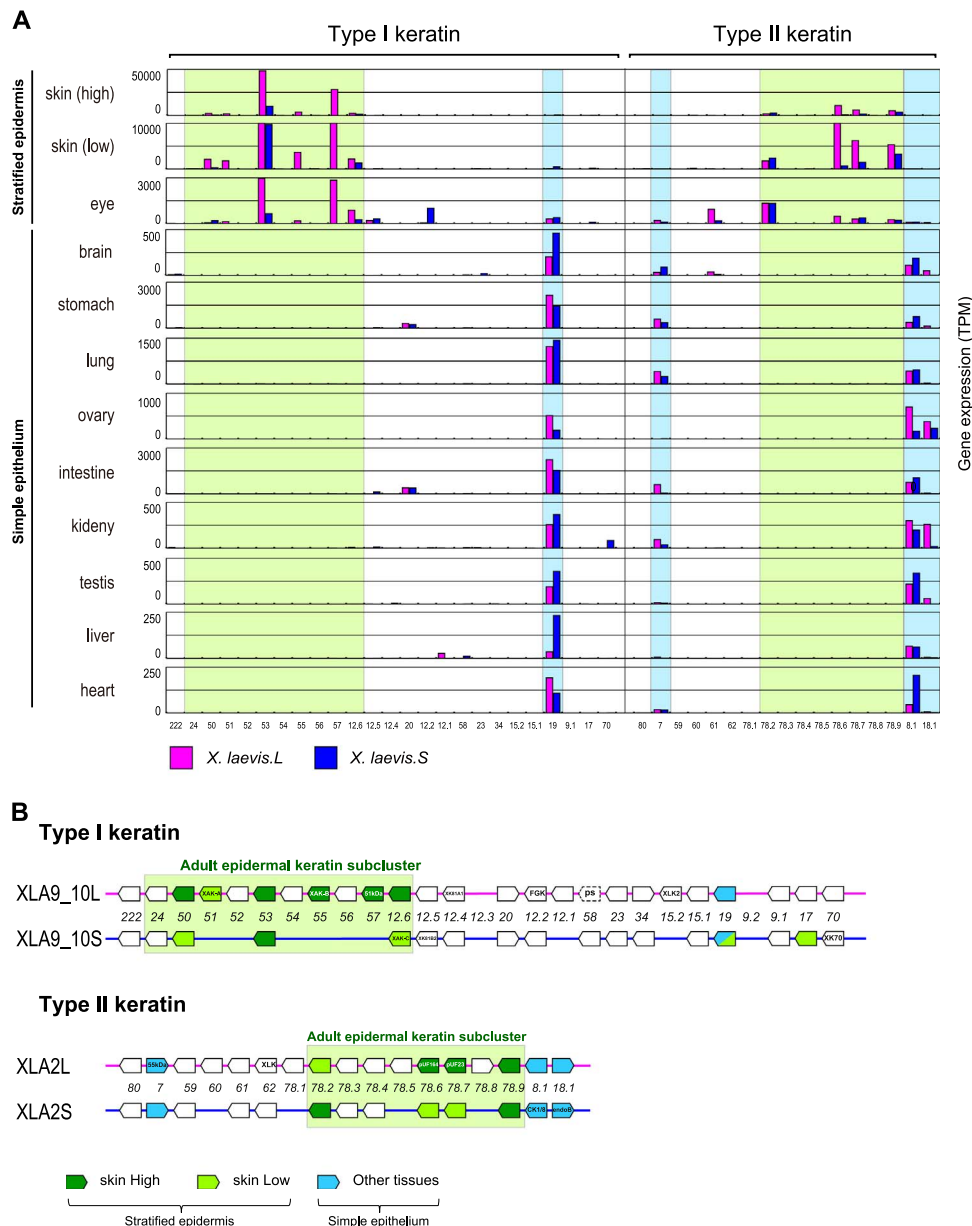 A
Type I keratin Type II keratin
Stratified epidermis
Simple epithelium
skin (high) 50000 0
skin (low) 10000 0
eye 3000 0
brain 500 0
stomach 3000 0
lung 1500 0
ovary 1000 0
intestine 3000 0
kideny 500 0
testis 500 0
liver 250 0
heart 250 0
Gene expression (TPM)
222 24 50 51 52 53 54 55 56 57 12.6 12.5 12.4 20 12.2 12.1 58 23 34 15.2 15.1 19 9.1 17 70 80 7 59 60 61 62 78.1 78.2 78.3 78.4 78.5 78.6 78.7 78.8 78.9 8.1 18.1
X. laevis.L X. laevis.S
B
Type I keratin
Adult epidermal keratin subcluster
XLA9_10L XAK-A XAK-B 51kDa XK81A1 FGK ps XLK2
222 24 50 51 52 53 54 55 56 57 12.6 12.5 12.4 12.3 20 12.2 12.1 58 23 34 15.2 15.1 19 9.2 9.1 17 70
XLA9_10S XAK-C XK81B2 XK70
Type II keratin
Adult epidermal keratin subcluster
XLA2L 55kDa XLK pUF164 pUF23
80 7 59 60 61 62 78.1 78.2 78.3 78.4 78.5 78.6 78.7 78.8 78.9 8.1 18.1
XLA2S CK1/8 endoB
skin High skin Low Other tissues
Stratified epidermis Simple epithelium